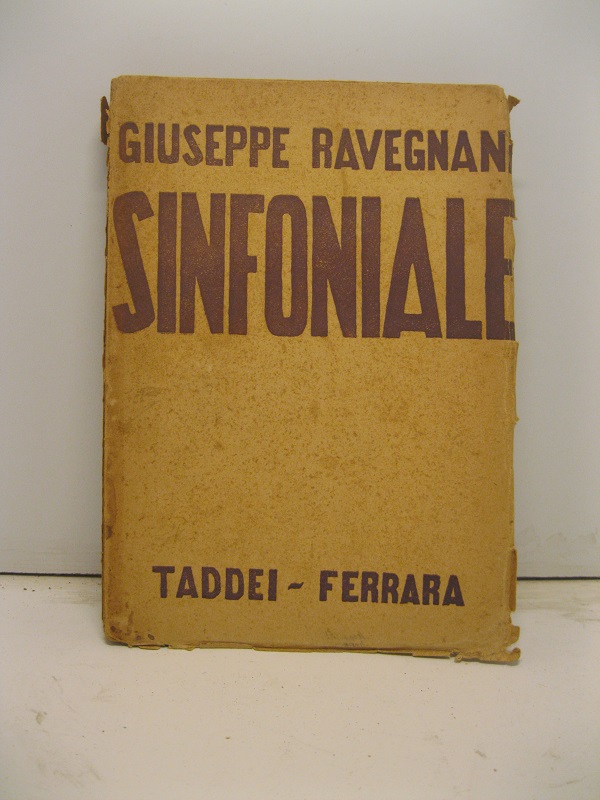 GIUSEPPE RAVEGNANI
SINFONIALE
TADDEI - FERRARA